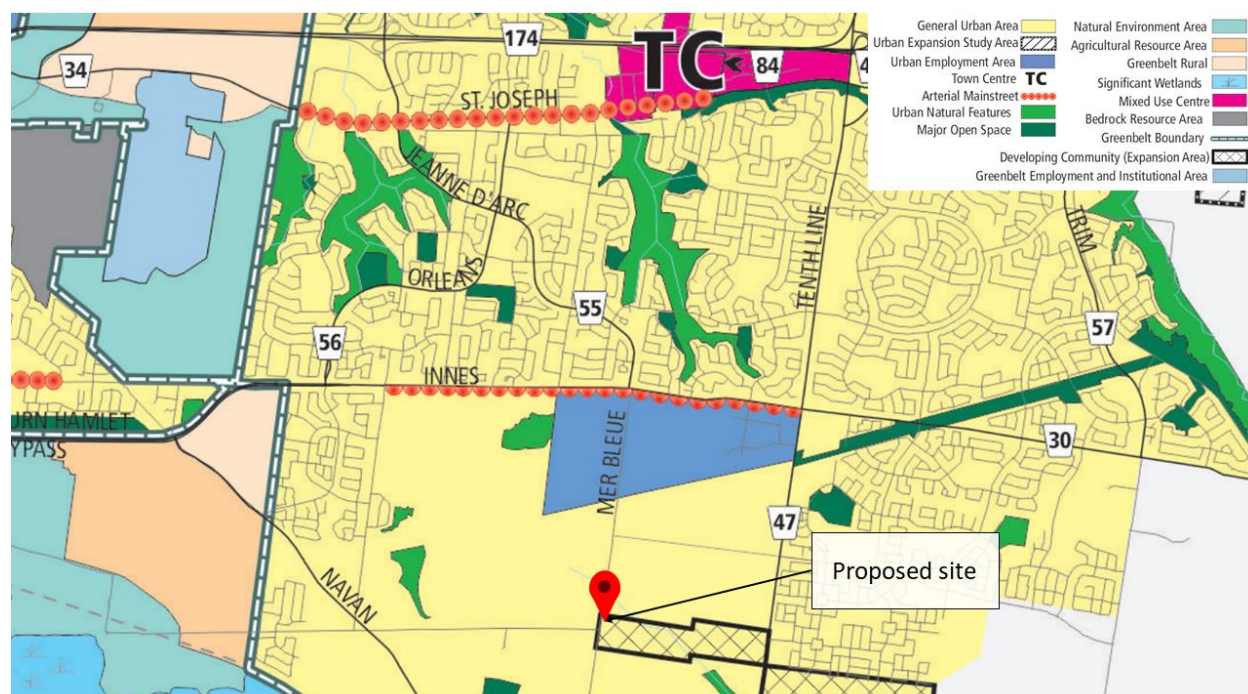 174
34
TC
84
4
ST. JOSEPH
JEANNE D'ARC
ORLEANS
TENTH LINE
TRIM
55
56
57
INNES
URN HAMLET
YPASS
MER BLEUE
30
47
NAVAN
Proposed site
General Urban Area
Urban Expansion Study Area
Urban Employment Area
Town Centre TC
Arterial Mainstreet
Urban Natural Features
Major Open Space
Natural Environment Area
Agricultural Resource Area
Greenbelt Rural
Significant Wetlands
Mixed Use Centre
Bedrock Resource Area
Greenbelt Boundary
Developing Community (Expansion Area)
Greenbelt Employment and Institutional Area